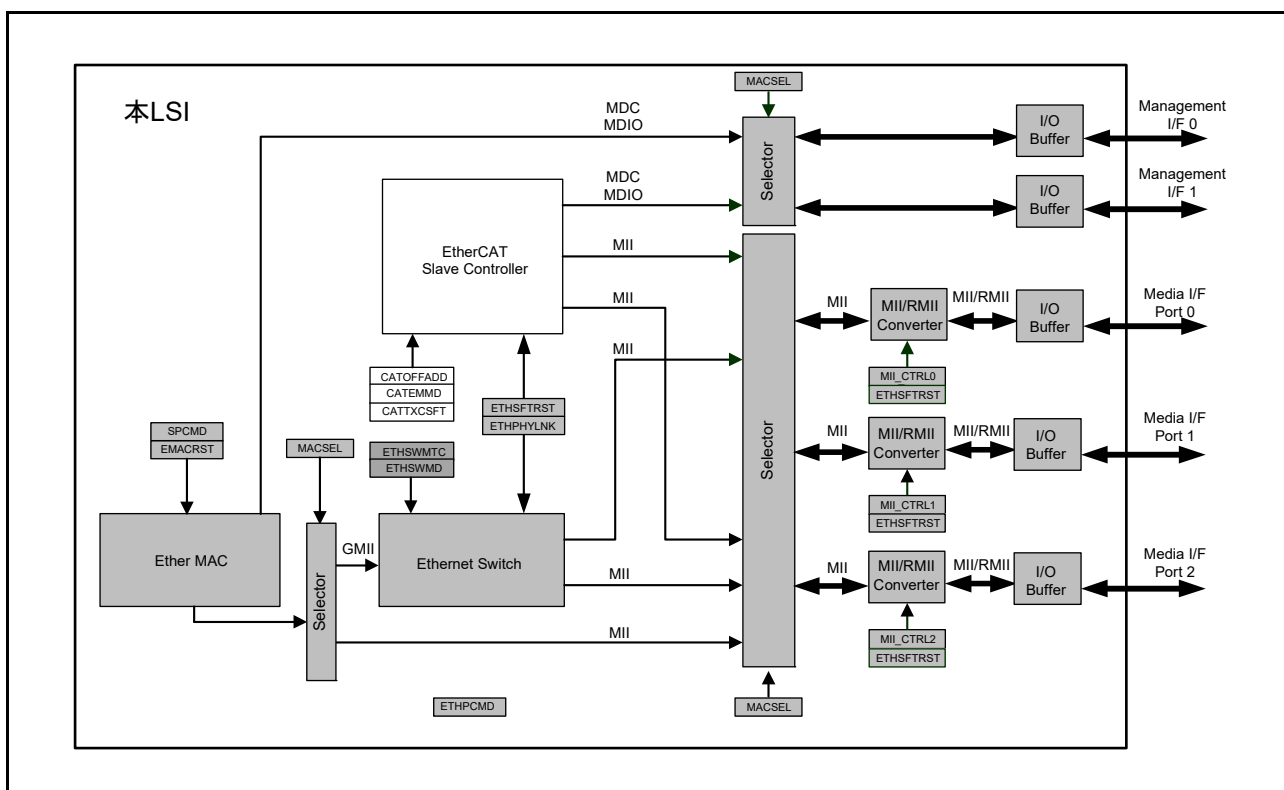 本LSI
MACSEL
MDC
MDIO
Selector
I/O
Buffer
Management
I/F 0
MDC
MDIO
I/O
Buffer
Management
I/F 1
EtherCAT
Slave Controller
MII
MII
MII
Selector
MII
MII/RMII
Converter
MII/RMII
I/O
Buffer
Media I/F
Port 0
MII_CTRL0
ETHSFTRST
CATOFFADD
CATEMMD
CATTXCSFT
ETHSFTRST
ETHPHYLNK
MII
MII/RMII
Converter
MII/RMII
I/O
Buffer
Media I/F
Port 1
MII_CTRL1
ETHSFTRST
SPCMD
EMACRST
MACSEL
ETHSWMTC
ETHSWMD
Ether MAC
Selector
GMII
Ethernet Switch
MII
MII
MII
MII/RMII
Converter
MII/RMII
I/O
Buffer
Media I/F
Port 2
MII_CTRL2
ETHSFTRST
ETHPCMD
MACSEL